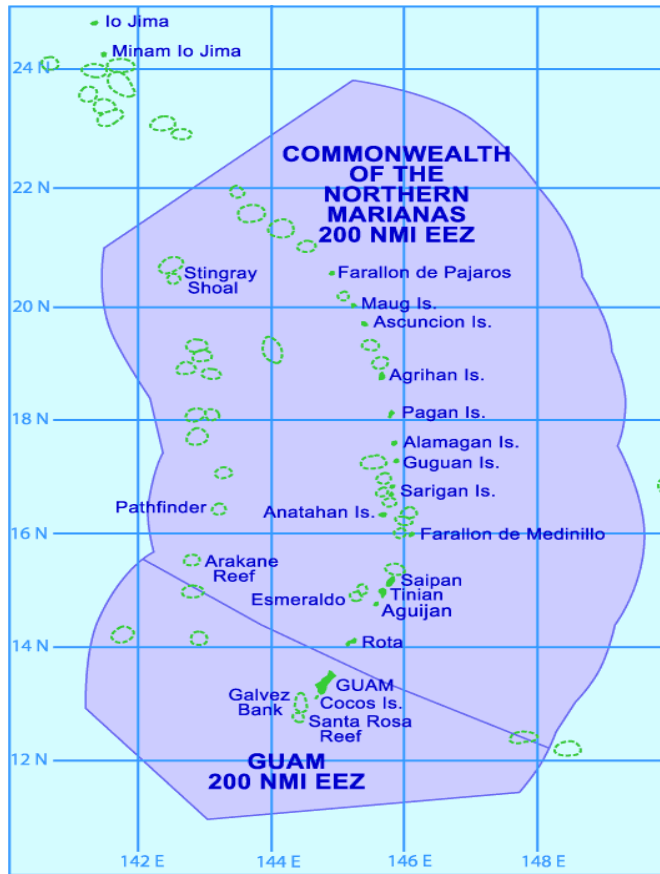 Io Jima
Minam Io Jima
24 N
COMMONWEALTH
OF THE
NORTHERN
MARIANAS
200 NMI EEZ
22 N
Stingray
Shoal
Farallon de Pajaros
20 N
Maug Is.
Ascuncion Is.
Agrihan Is.
18 N
Pagan Is.
Alamagan Is.
Guguan Is.
Sarigan Is.
Pathfinder
Anatahan Is.
16 N
Farallon de Medinillo
Arakane
Reef
Saipan
Esmeraldo
Tinian
Aguijan
14 N
Rota
GUAM
Galvez
Bank
Cocos Is.
Santa Rosa
Reef
12 N
GUAM
200 NMI EEZ
142 E
144 E
146 E
148 E